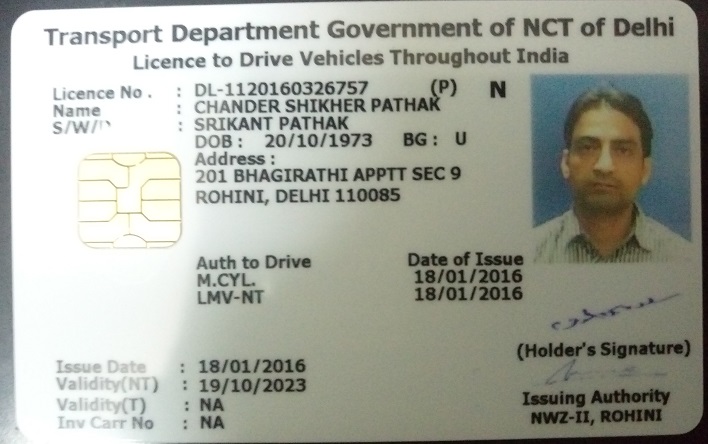 Transport Department Government of NCT of Delhi
Licence to Drive Vehicles Throughout India
Licence No. : DL-1120160326757 (P) N
Name : CHANDER SHIKHER PATHAK
S/W/D : SRIKANT PATHAK
DOB : 20/10/1973 BG : U
Address :
201 BHAGIRATHI APPTT SEC 9
ROHINI, DELHI 110085
Auth to Drive Date of Issue
M.CYL. 18/01/2016
LMV-NT 18/01/2016
Issue Date : 18/01/2016
Validity(NT) : 19/10/2023
Validity(T) : NA
Inv Carr No : NA
(Holder's Signature)
Issuing Authority
NWZ-II, ROHINI